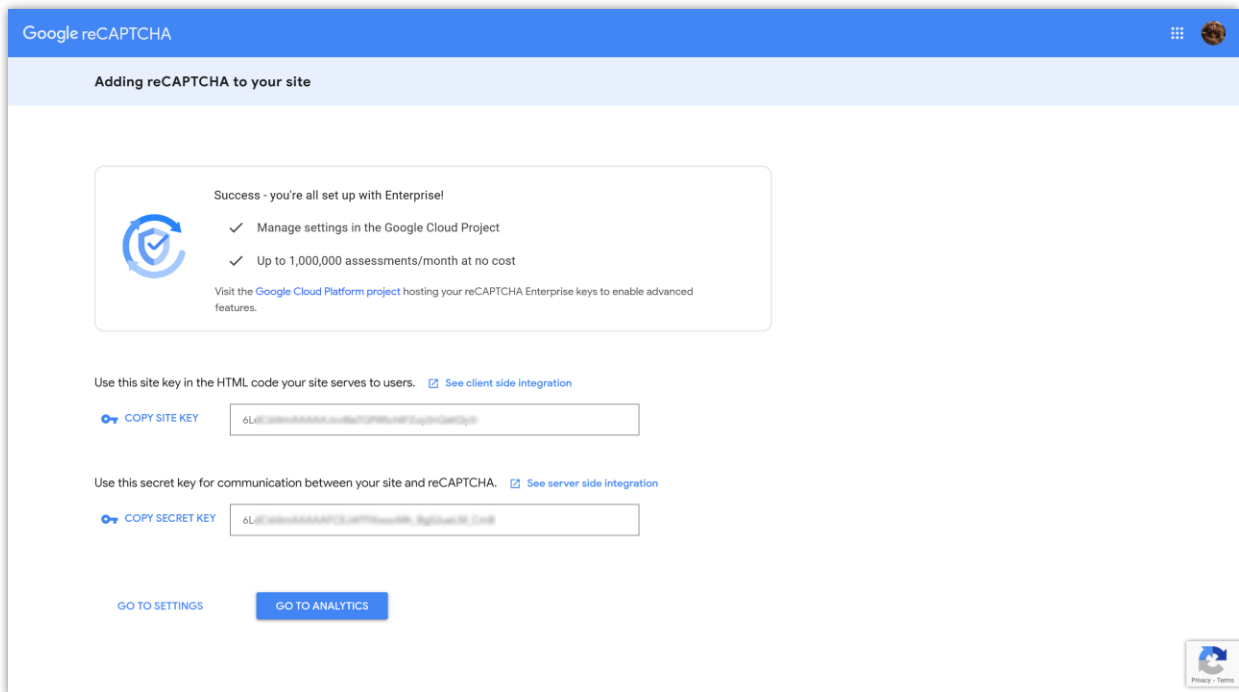 Google reCAPTCHA
Adding reCAPTCHA to your site
Success - you're all set up with Enterprise!
Manage settings in the Google Cloud Project
Up to 1,000,000 assessments/month at no cost
Visit the Google Cloud Platform project hosting your reCAPTCHA Enterprise keys to enable advanced
features.
Use this site key in the HTML code your site serves to users. See client side integration
COPY SITE KEY 6L
Use this secret key for communication between your site and reCAPTCHA. See server side integration
COPY SECRET KEY 6L
GO TO SETTINGS GO TO ANALYTICS
Privacy - Terms